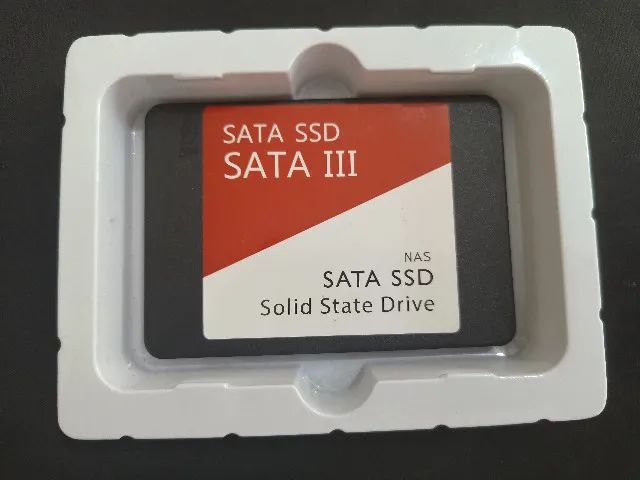 SATA SSD
SATA III
NAS
SATA SSD
Solid State Drive